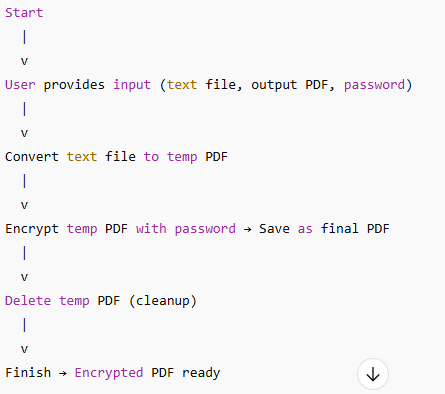 Start
|
v
User provides input (text file, output PDF, password)
|
v
Convert text file to temp PDF
|
v
Encrypt temp PDF with password → Save as final PDF
|
v
Delete temp PDF (cleanup)
|
v
Finish → Encrypted PDF ready